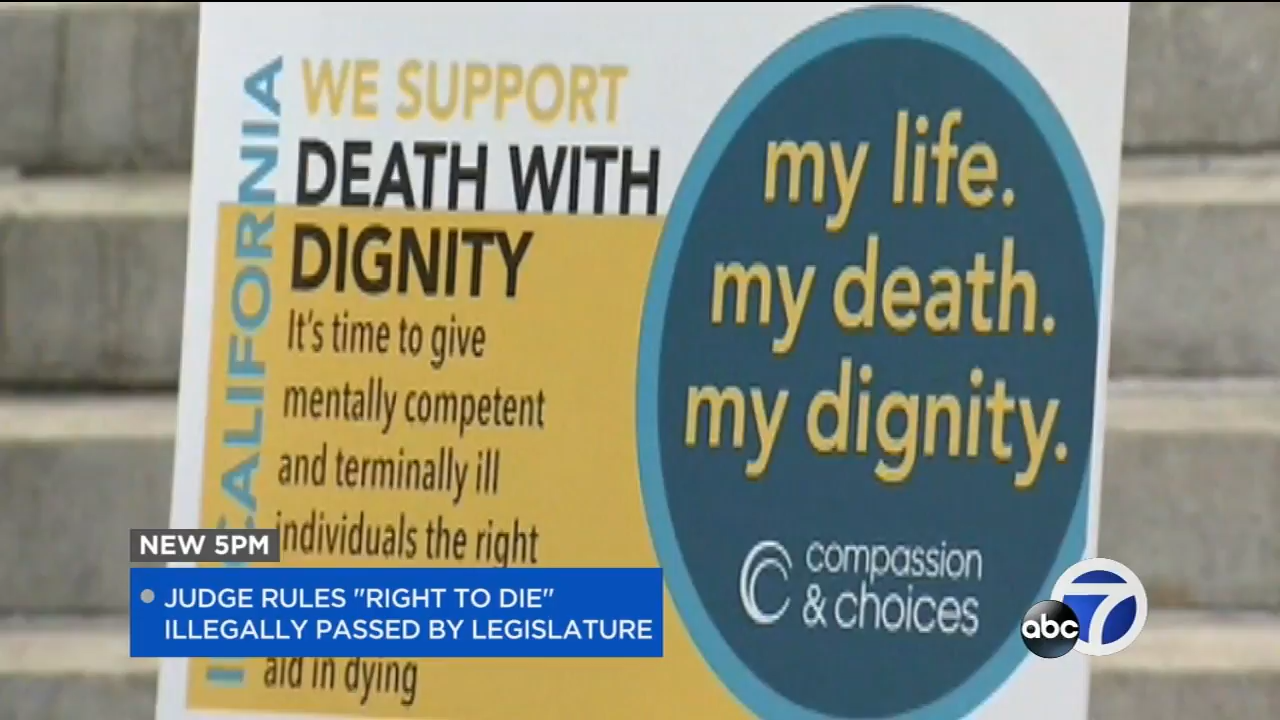 WE SUPPORT
DEATH WITH
DIGNITY
It's time to give
mentally competent
and terminally ill
individuals the right
aid in dying
CALIFORNIA
my life.
my death.
my dignity.
compassion
& choices
NEW 5PM
JUDGE RULES "RIGHT TO DIE"
ILLEGALLY PASSED BY LEGISLATURE
abc 7